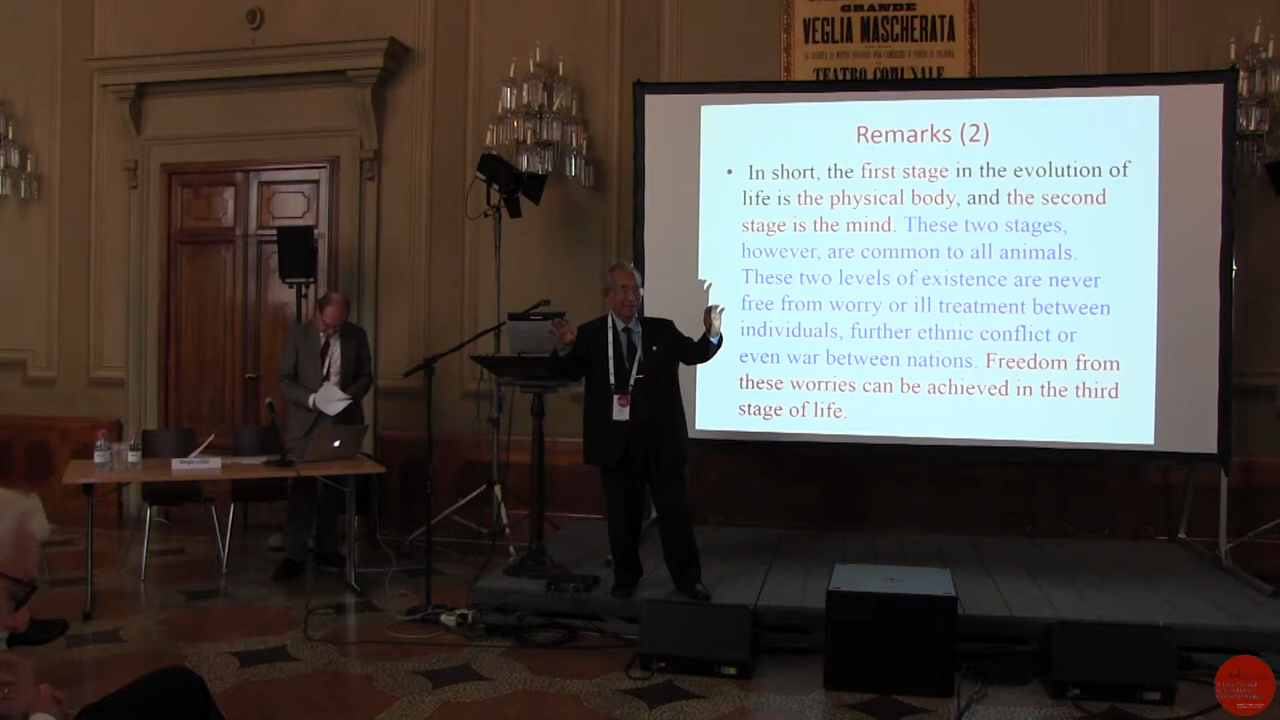 GRANDE
VEGLIA MASCHERATA
TEATRO COMUNALE
Remarks (2)
• In short, the first stage in the evolution of
life is the physical body, and the second
stage is the mind. These two stages,
however, are common to all animals.
These two levels of existence are never
free from worry or ill treatment between
individuals, further ethnic conflict or
even war between nations. Freedom from
these worries can be achieved in the third
stage of life.